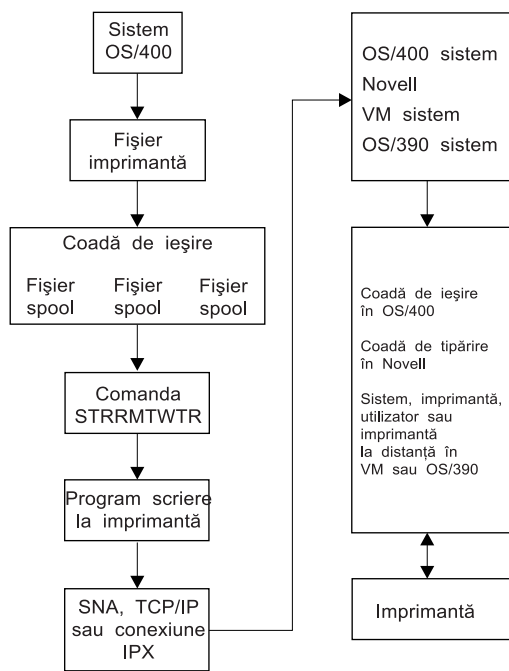 Sistem
OS/400
Fişier
imprimantă
Coadă de ieşire
Fişier Fişier Fişier
spool spool spool
Comanda
STRRMTWTR
Program scriere
la imprimantă
SNA, TCP/IP
sau conexiune
IPX
OS/400 sistem
Novell
VM sistem
OS/390 sistem
Coadă de ieşire
în OS/400
Coadă de tipărire
în Novell
Sistem, imprimantă,
utilizator sau
imprimantă
la distanţă în
VM sau OS/390
Imprimantă